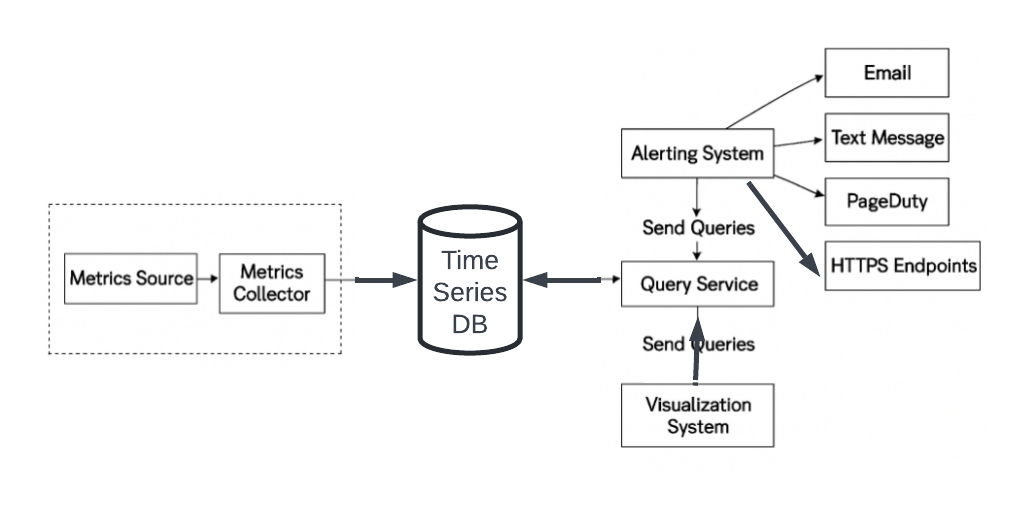 Email
Text Message
Alerting System
PageDuty
Send Queries
HTTPS Endpoints
Metrics Source
Metrics
Collector
Time
Series
DB
Query Service
Send Queries
Visualization
System